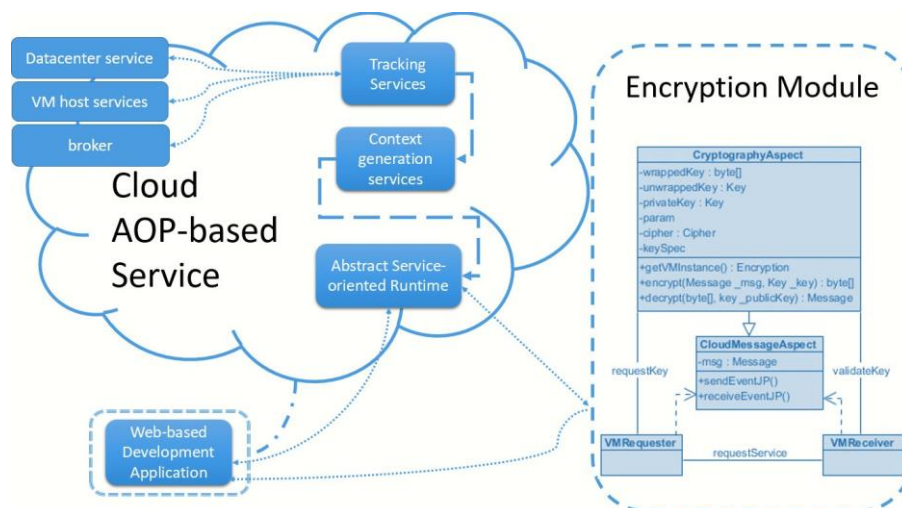 Datacenter service
VM host services
broker
Tracking
Services
Context
generation
services
Cloud
AOP-based
Service
Abstract Service-
oriented Runtime
Web-based
Development
Application
Encryption Module
CryptographyAspect
-wrappedKey : byte[]
-unwrappedKey : Key
-privateKey : Key
-param
-cipher : Cipher
-keySpec
+getVMInstance() : Encryption
+encrypt(Message _msg, Key _key) : byte[]
+decrypt(byte[], key _publicKey) : Message
CloudMessageAspect
-msg : Message
+sendEventJP()
+receiveEventJP()
requestKey
validateKey
VMRequester
requestService
VMReceiver